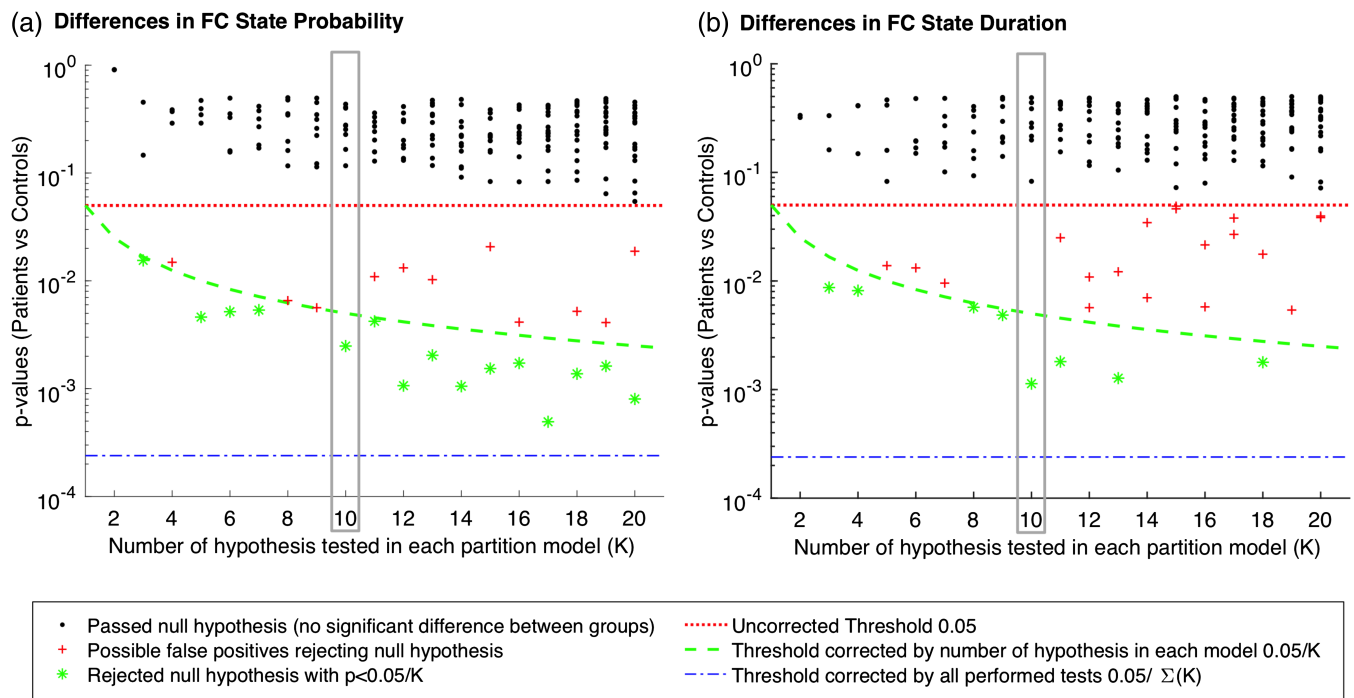 (a) Differences in FC State Probability
p-values (Patients vs Controls)
10^0
10^-1
10^-2
10^-3
10^-4
2 4 6 8 10 12 14 16 18 20
Number of hypothesis tested in each partition model (K)
(b) Differences in FC State Duration
p-values (Patients vs Controls)
10^0
10^-1
10^-2
10^-3
10^-4
2 4 6 8 10 12 14 16 18 20
Number of hypothesis tested in each partition model (K)
Passed null hypothesis (no significant difference between groups)
Possible false positives rejecting null hypothesis
Rejected null hypothesis with p<0.05/K
Uncorrected Threshold 0.05
Threshold corrected by number of hypothesis in each model 0.05/K
Threshold corrected by all performed tests 0.05/ Σ(K)